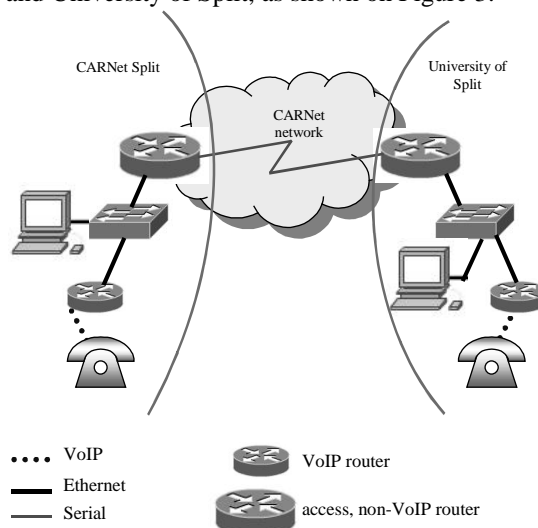 and University of Split, as shown on Figure 3.
CARNet Split
University of
Split
CARNet
network
VoIP
VoIP router
Ethernet
access, non-VoIP router
Serial